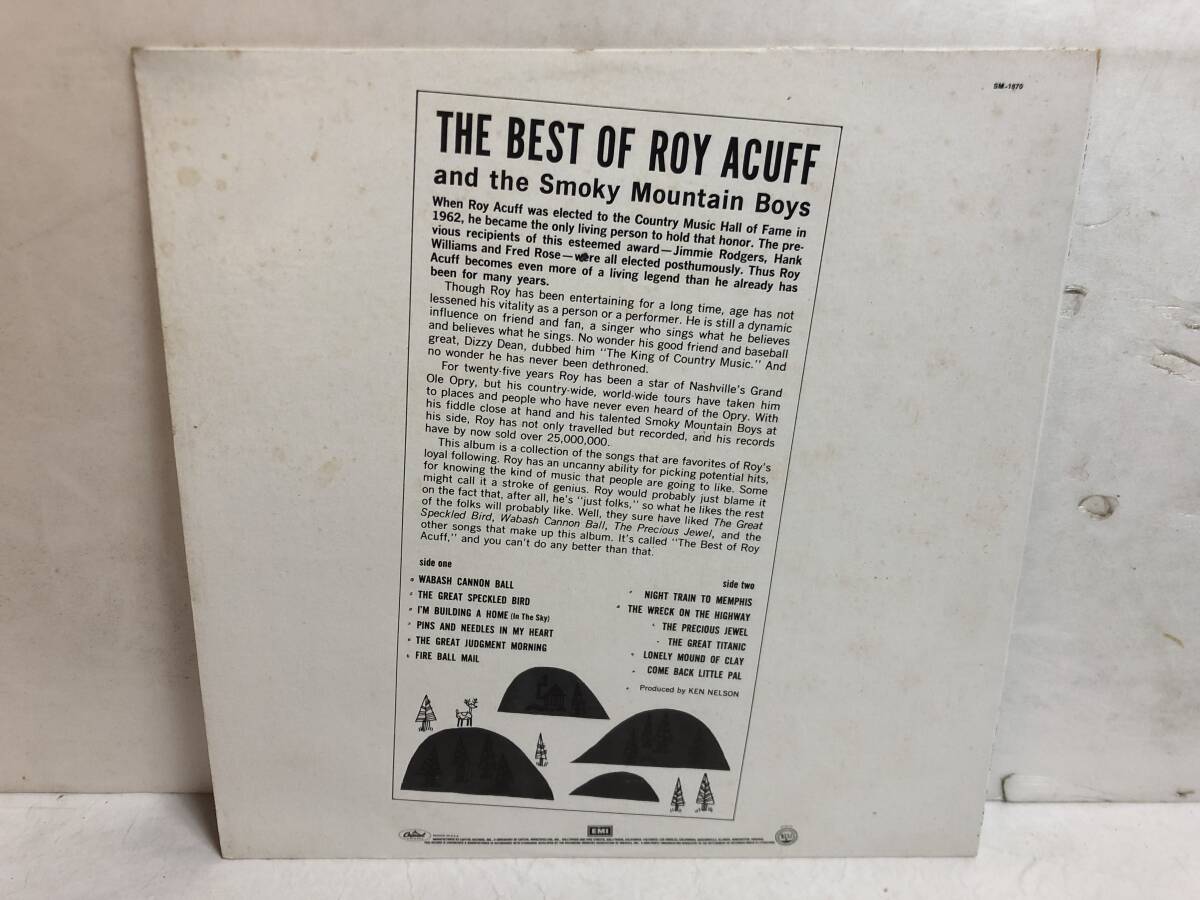 SM-1870
THE BEST OF ROY ACUFF
and the Smoky Mountain Boys
When Roy Acuff was elected to the Country Music Hall of Fame in
1962, he became the only living person to hold that honor. The pre-
vious recipients of this esteemed award—Jimmie Rodgers, Hank
Williams and Fred Rose—were all elected posthumously. Thus Roy
Acuff becomes even more of a living legend than he already has
been for many years.
Though Roy has been entertaining for a long time, age has not
lessened his vitality as a person or a performer. He is still a dynamic
influence on friend and fan, a singer who sings what he believes
and believes what he sings. No wonder his good friend and baseball
great, Dizzy Dean, dubbed him "The King of Country Music." And
no wonder he has never been dethroned.
For twenty-five years Roy has been a star of Nashville's Grand
Ole Opry, but his country-wide, world-wide tours have taken him
to places and people who have never even heard of the Opry. With
his fiddle close at hand and his talented Smoky Mountain Boys at
his side, Roy has not only travelled but recorded, and his records
have by now sold over 25,000,000.
This album is a collection of the songs that are favorites of Roy's
loyal following. Roy has an uncanny ability for picking potential hits,
for knowing the kind of music that people are going to like. Some
might call it a stroke of genius. Roy would probably just blame it
on the fact that, after all, he's "just folks," so what he likes the rest
of the folks will probably like. Well, they sure have liked The Great
Speckled Bird, Wabash Cannon Ball, The Precious Jewel, and the
other songs that make up this album. It's called "The Best of Roy
Acuff," and you can't do any better than that.
side one
WABASH CANNON BALL
THE GREAT SPECKLED BIRD
I'M BUILDING A HOME (In The Sky)
PINS AND NEEDLES IN MY HEART
THE GREAT JUDGMENT MORNING
FIRE BALL MAIL
side two
NIGHT TRAIN TO MEMPHIS
THE WRECK ON THE HIGHWAY
THE PRECIOUS JEWEL
THE GREAT TITANIC
LONELY MOUND OF CLAY
COME BACK LITTLE PAL
Produced by KEN NELSON
Capitol
EMI